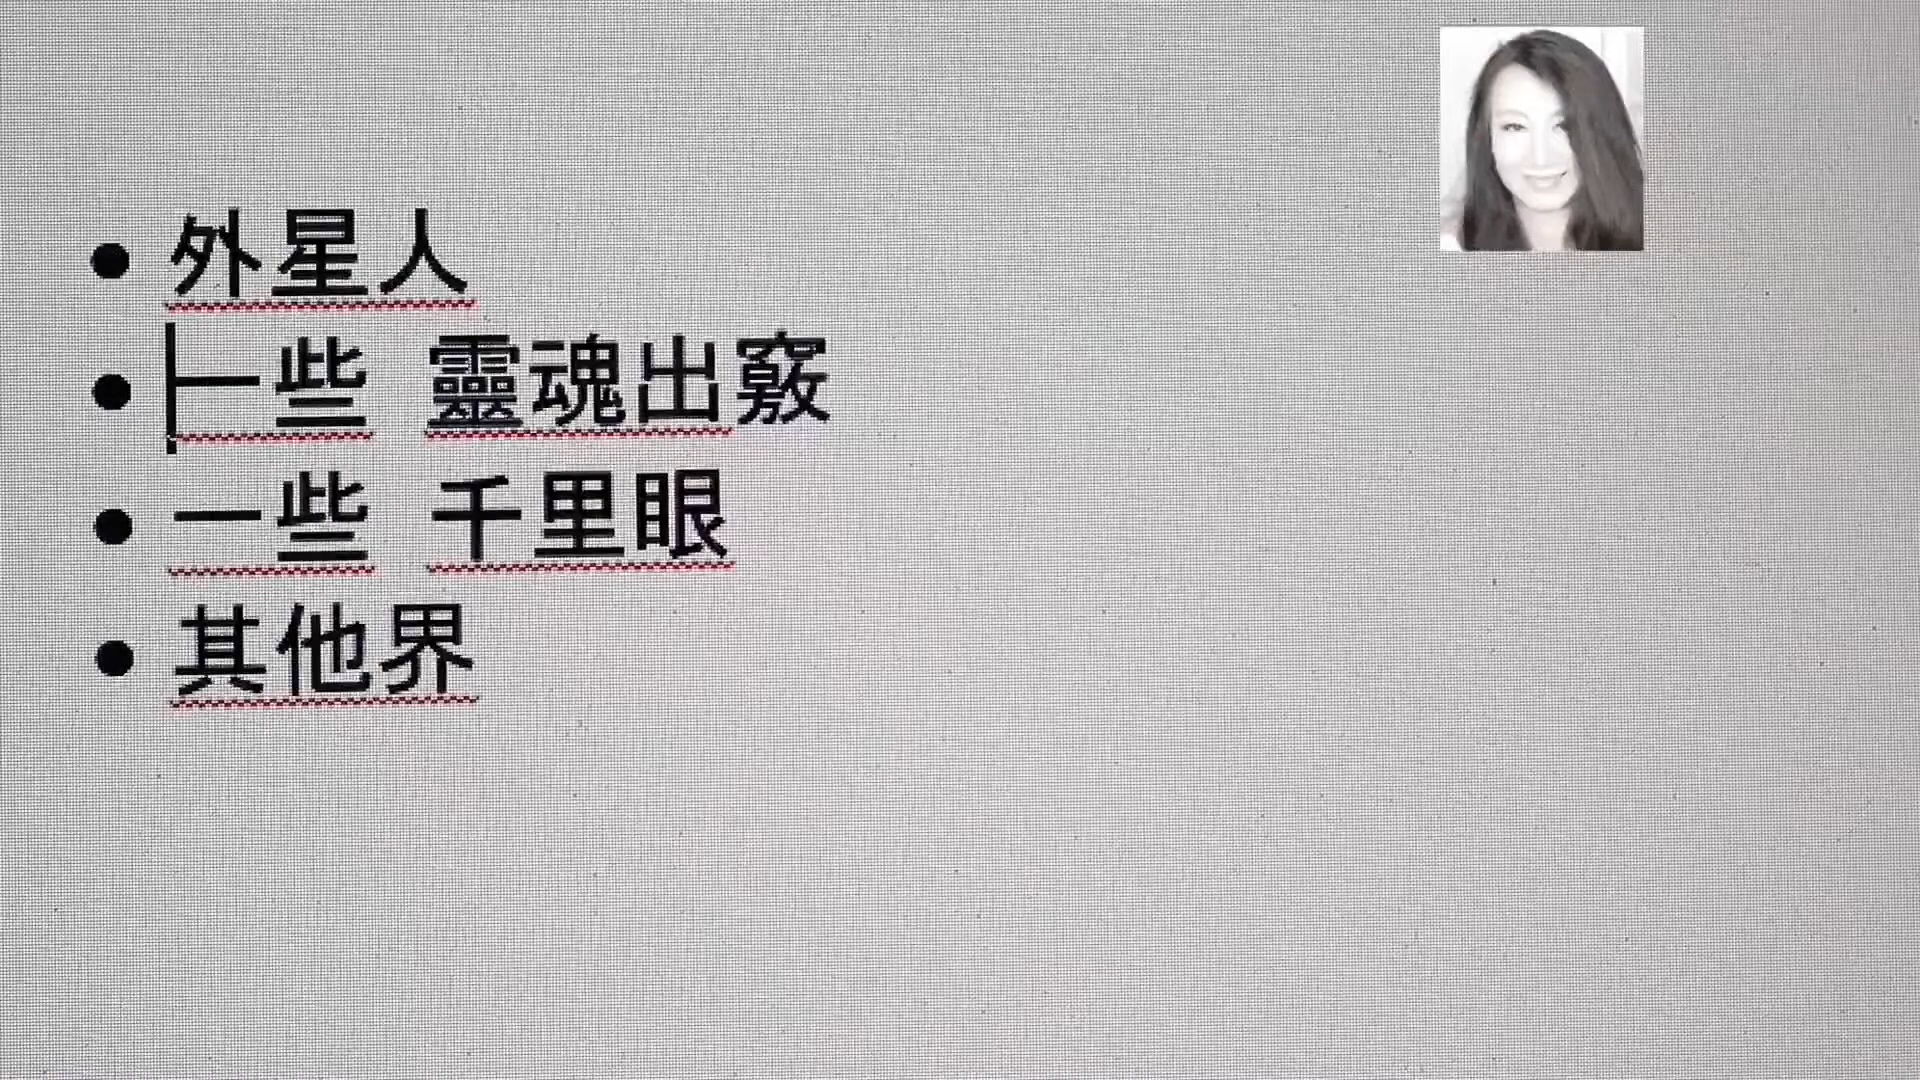 • 外星人
• 一些 靈魂出竅
• 一些 千里眼
• 其他界